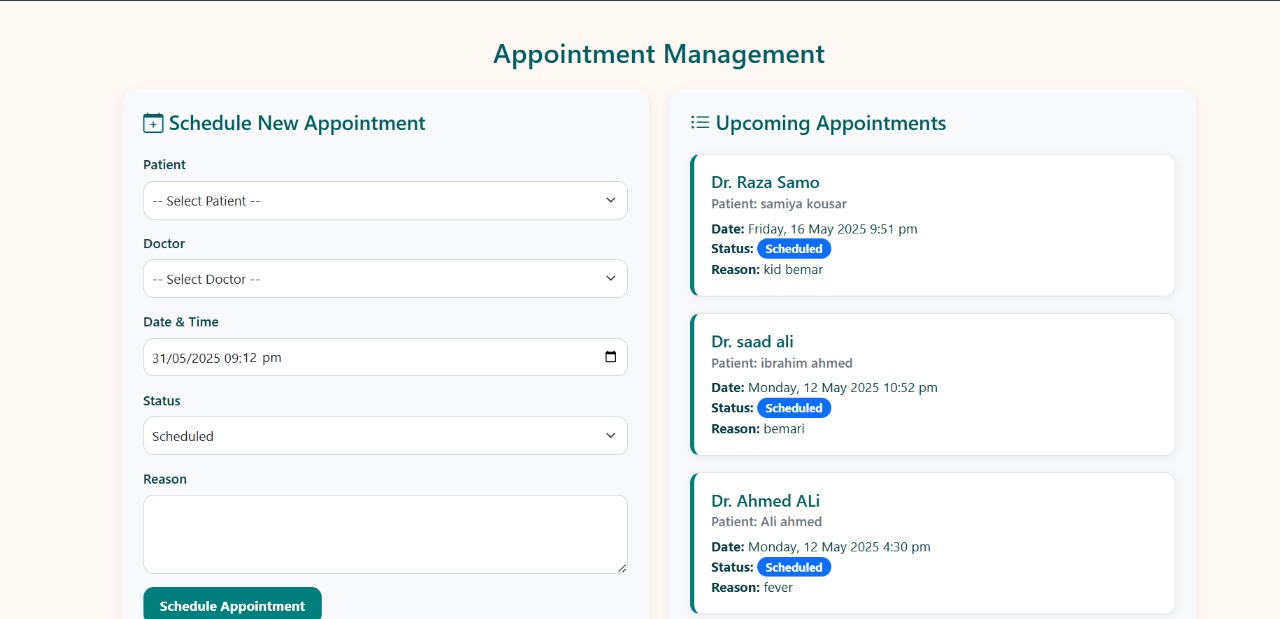 Appointment Management
Schedule New Appointment
Patient
-- Select Patient --
Doctor
-- Select Doctor --
Date & Time
31/05/2025 09:12 pm
Status
Scheduled
Reason
Schedule Appointment
Upcoming Appointments
Dr. Raza Samo
Patient: samiya kousar
Date: Friday, 16 May 2025 9:51 pm
Status: Scheduled
Reason: kid bemar
Dr. saad ali
Patient: ibrahim ahmed
Date: Monday, 12 May 2025 10:52 pm
Status: Scheduled
Reason: bemari
Dr. Ahmed ALi
Patient: Ali ahmed
Date: Monday, 12 May 2025 4:30 pm
Status: Scheduled
Reason: fever